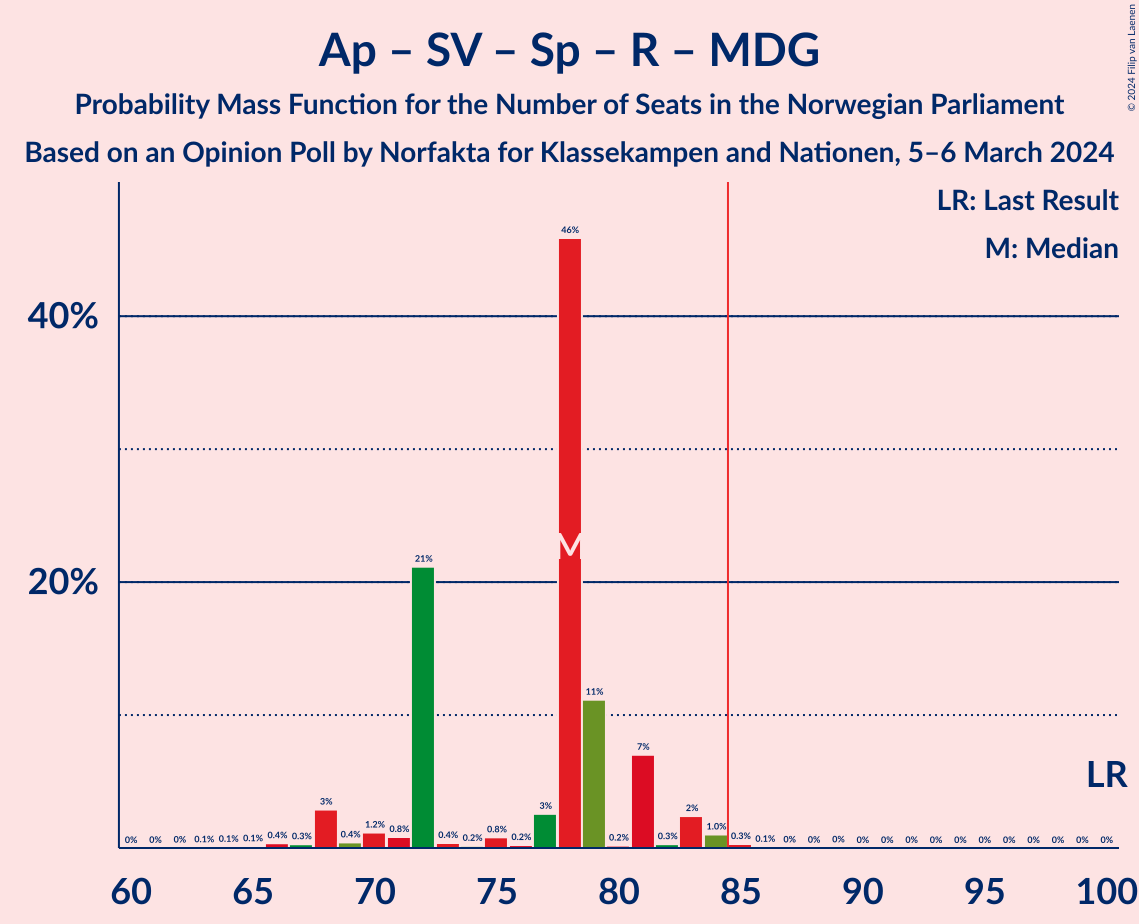 Ap – SV – Sp – R – MDG
Probability Mass Function for the Number of Seats in the Norwegian Parliament
Based on an Opinion Poll by Norfakta for Klassekampen and Nationen, 5–6 March 2024
© 2024 Filip van Laenen
LR: Last Result
M: Median
40%
20%
46%
M
21%
11%
7%
LR
0% 0% 0% 0.1% 0.1% 0.1% 0.4% 0.3% 3% 0.4% 1.2% 0.8% 0.4% 0.2% 0.8% 0.2% 3% 0.2% 0.3% 2% 1.0% 0.3% 0.1% 0% 0% 0% 0% 0% 0% 0% 0% 0% 0% 0% 0% 0% 0%
60 65 70 75 80 85 90 95 100